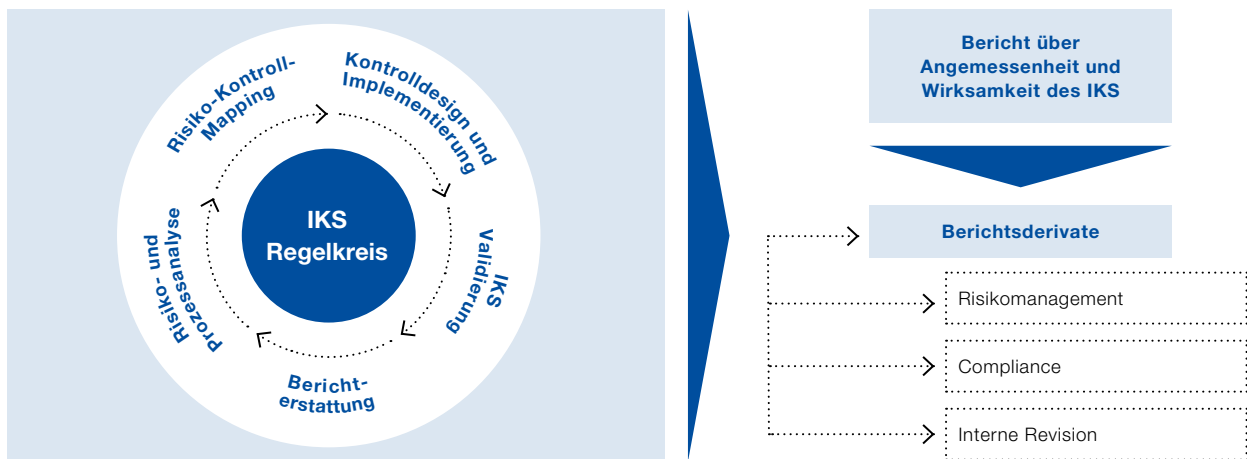 Risiko-Kontroll-
Mapping
Kontrolldesign und
Implementierung
IKS
Validierung
Bericht-
erstattung
Risiko- und
Prozessanalyse
IKS
Regelkreis
Bericht über
Angemessenheit und
Wirksamkeit des IKS
Berichtsderivate
Risikomanagement
Compliance
Interne Revision